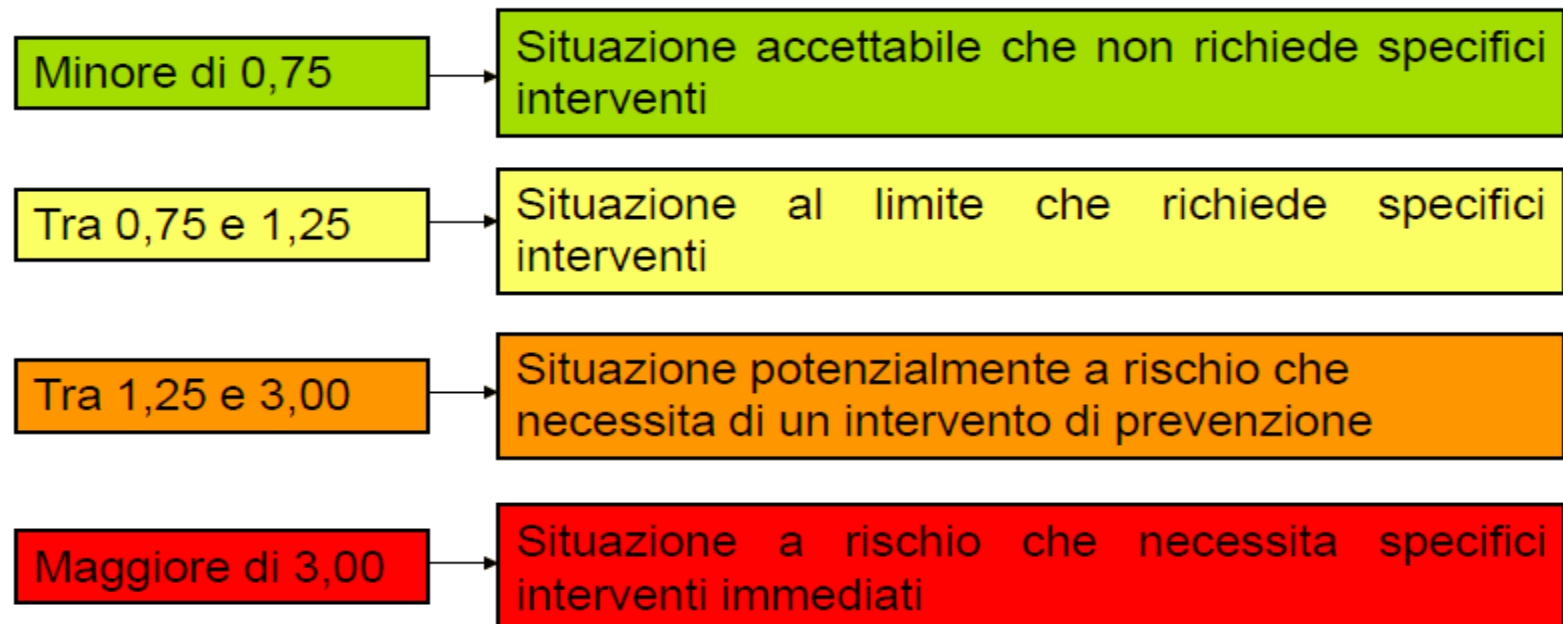 Minore di 0,75
Situazione accettabile che non richiede specifici
interventi
Tra 0,75 e 1,25
Situazione al limite che richiede specifici
interventi
Tra 1,25 e 3,00
Situazione potenzialmente a rischio che
necessita di un intervento di prevenzione
Maggiore di 3,00
Situazione a rischio che necessita specifici
interventi immediati